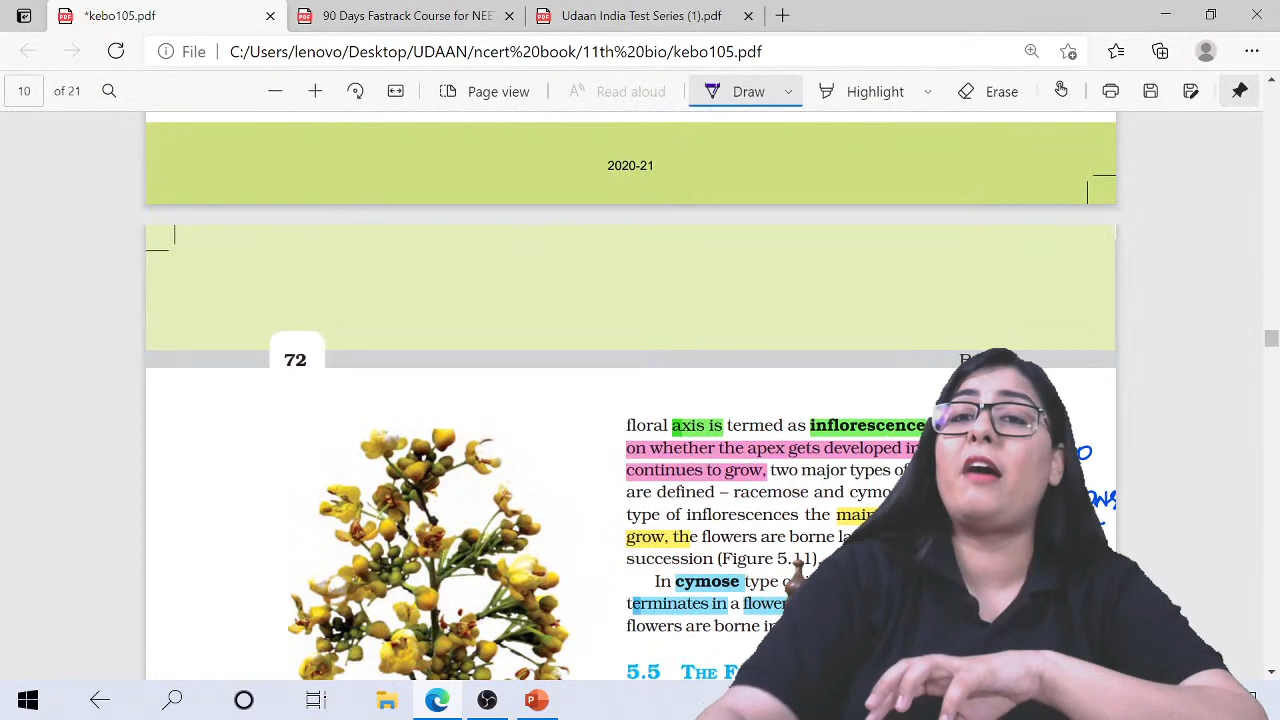 *kebo105.pdf
90 Days Fastrack Course for NEE
Udaan India Test Series (1).pdf
File C:/Users/lenovo/Desktop/UDAAN/ncert%20book/11th%20bio/kebo105.pdf
10 of 21
Page view
Read aloud
Draw
Highlight
Erase
2020-21
72
floral axis is termed as inflorescence
on whether the apex gets developed in
continues to grow, two major types of
are defined – racemose and cymo
type of inflorescences the main
grow, the flowers are borne la
succession (Figure 5.11)
In cymose type o
terminates in a flower
flowers are borne in
5.5 THE F